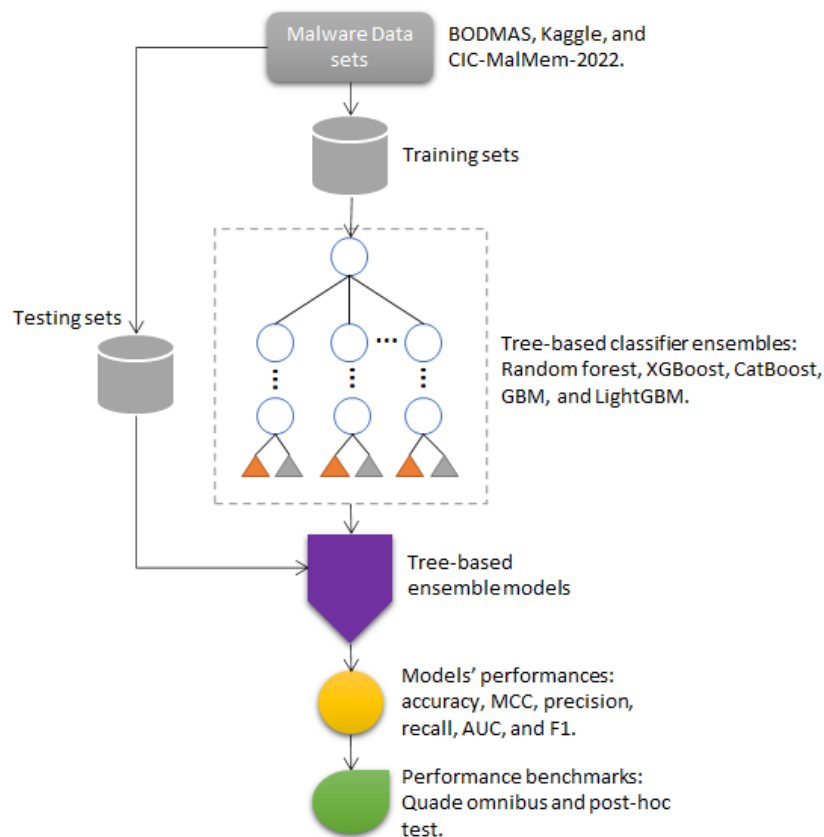 Malware Data
sets
BODMAS, Kaggle, and
CIC-MalMem-2022.
Training sets
Testing sets
Tree-based classifier ensembles:
Random forest, XGBoost, CatBoost,
GBM, and LightGBM.
Tree-based
ensemble models
Models’ performances:
accuracy, MCC, precision,
recall, AUC, and F1.
Performance benchmarks:
Quade omnibus and post-hoc
test.